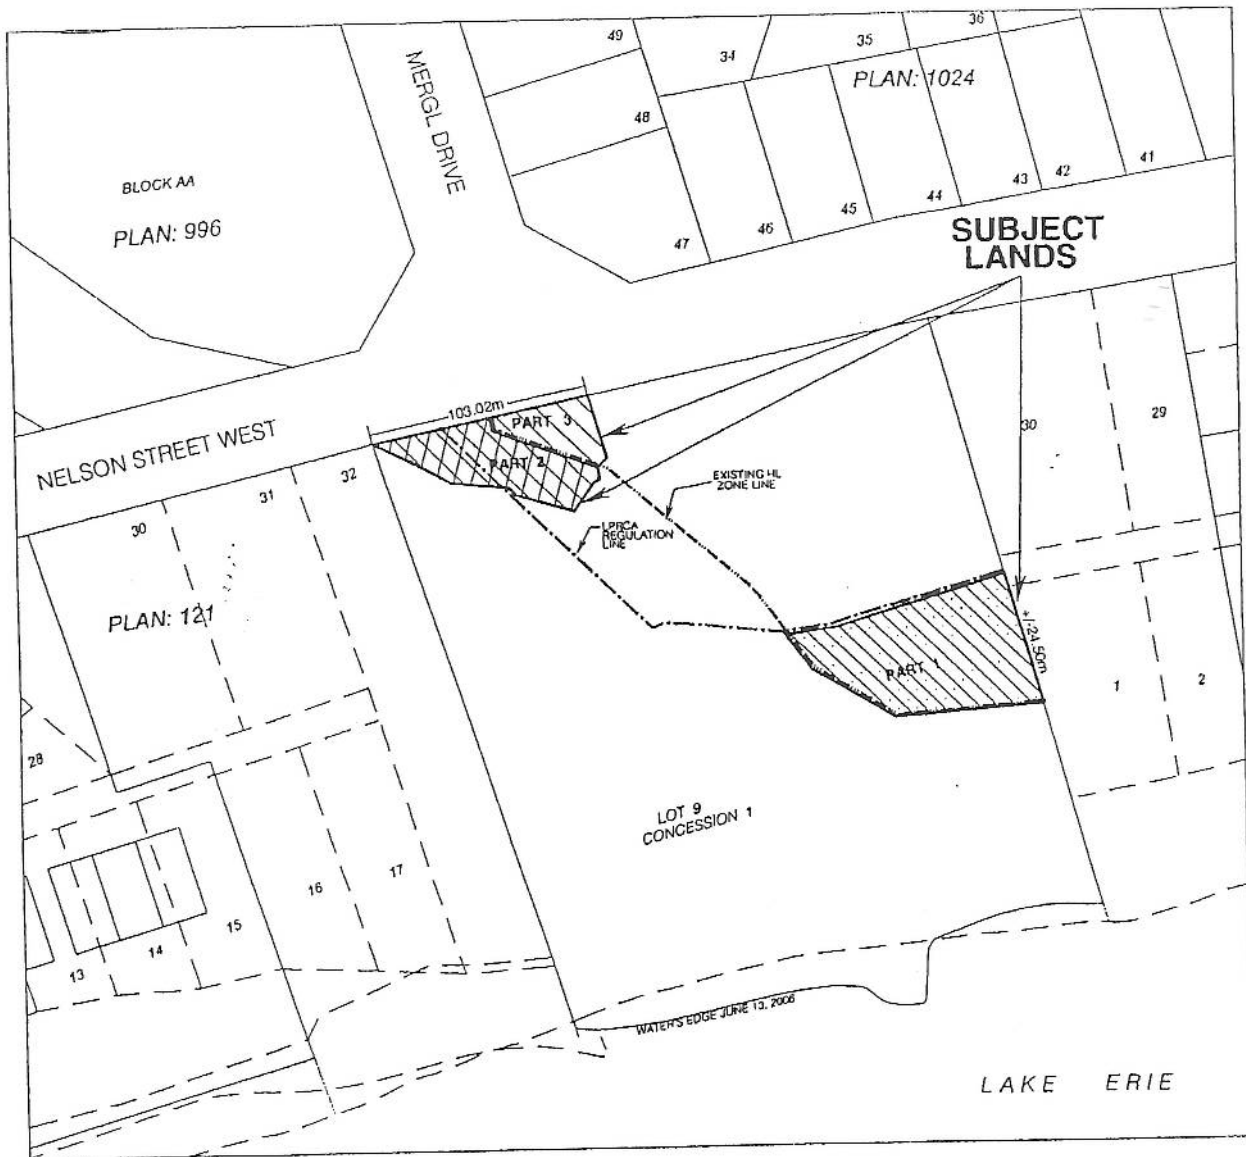 49
34
35
36
PLAN: 1024
48
MERGL DRIVE
BLOCK AA
PLAN: 996
47
46
45
44
43
42
41
SUBJECT
LANDS
103.02m
PART 3
PART 2
NELSON STREET WEST
32
31
30
30
29
EXISTING HL
ZONE LINE
LPRCA
REGULATION
LINE
PLAN: 121
+/-24.50m
PART 1
1
2
28
LOT 9
CONCESSION 1
17
16
15
14
13
WATER'S EDGE JUNE 13, 2006
LAKE ERIE